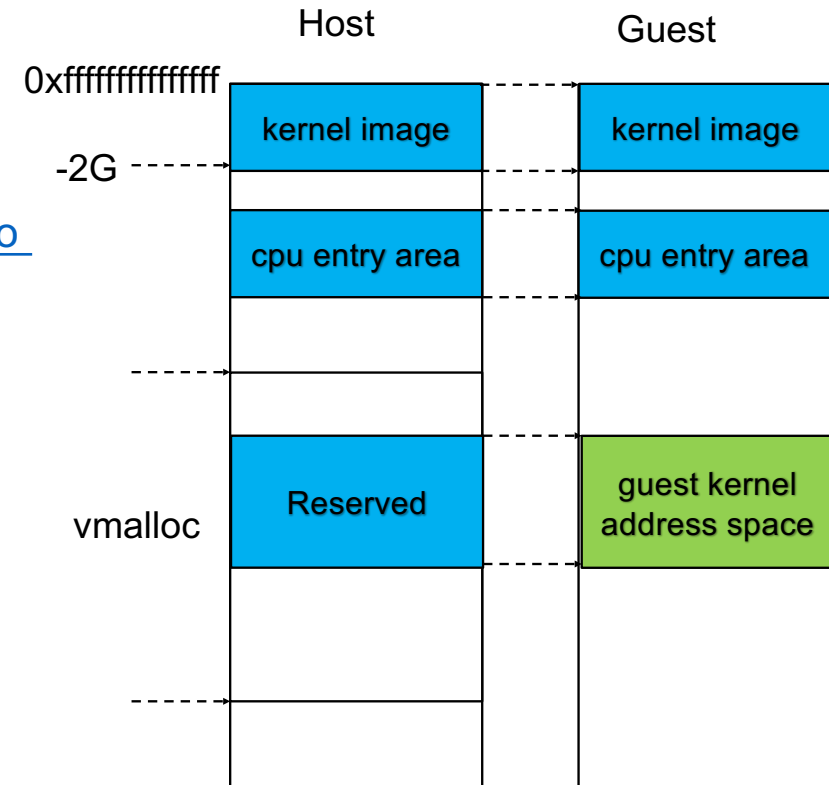 Host
Guest
0xffffffffffffffff
kernel image
kernel image
-2G
o
cpu entry area
cpu entry area
Reserved
guest kernel
address space
vmalloc